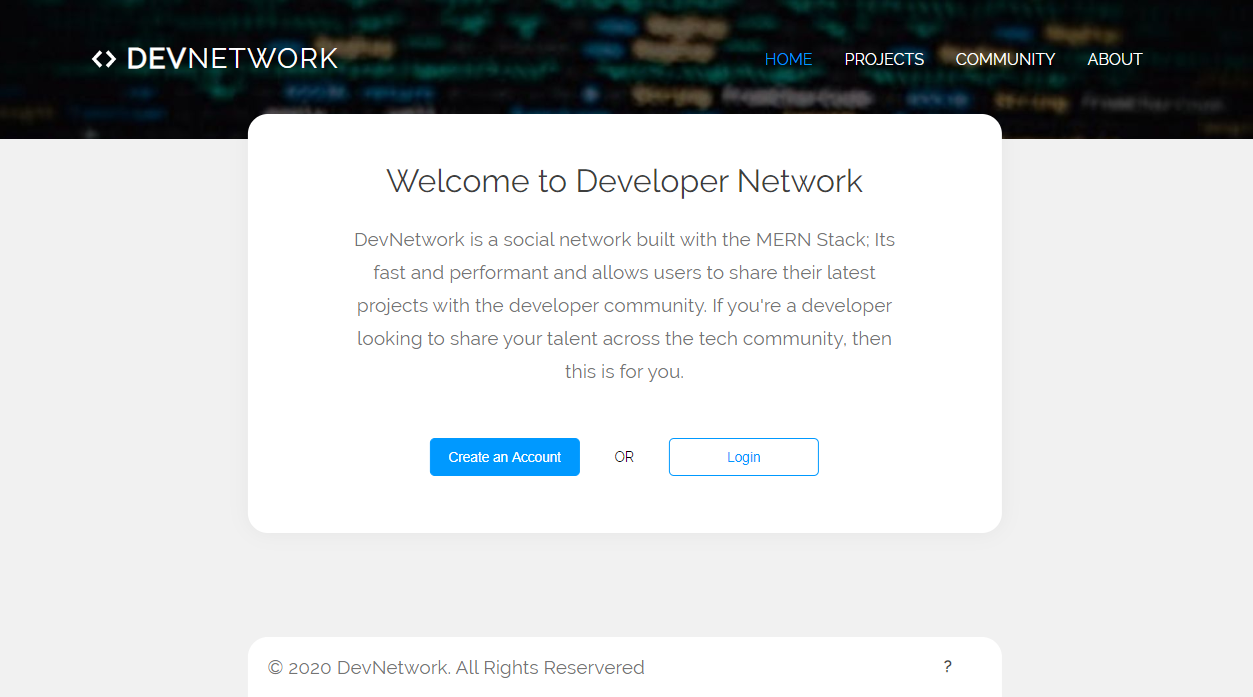 <> DEVNETWORK
HOME PROJECTS COMMUNITY ABOUT
Welcome to Developer Network
DevNetwork is a social network built with the MERN Stack; Its
fast and performant and allows users to share their latest
projects with the developer community. If you're a developer
looking to share your talent across the tech community, then
this is for you.
Create an Account OR Login
© 2020 DevNetwork. All Rights Reservered ?